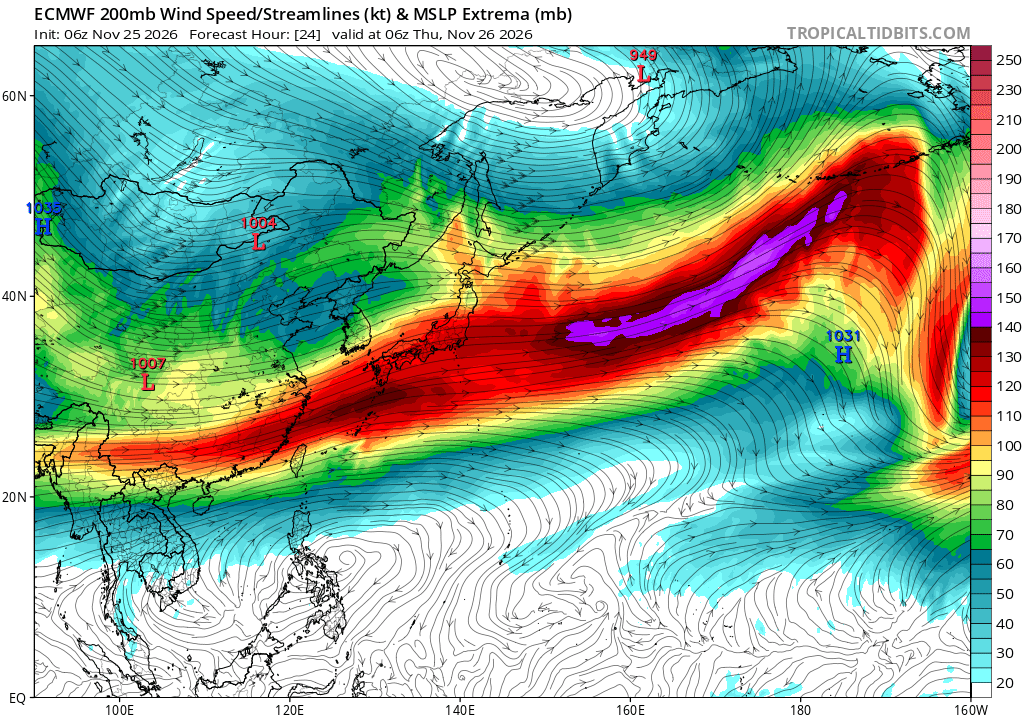 ECMWF 200mb Wind Speed/Streamlines (kt) & MSLP Extrema (mb)
Init: 06z Nov 25 2026 Forecast Hour: [24] valid at 06z Thu, Nov 26 2026
TROPICALTIDBITS.COM
949
L
250
60N
230
210
200
190
1035
H
1004
L
180
170
160
40N
150
140
1031
H
1007
L
130
120
110
100
90
20N
80
70
60
50
40
30
20
EQ
100E
120E
140E
160E
180
160W